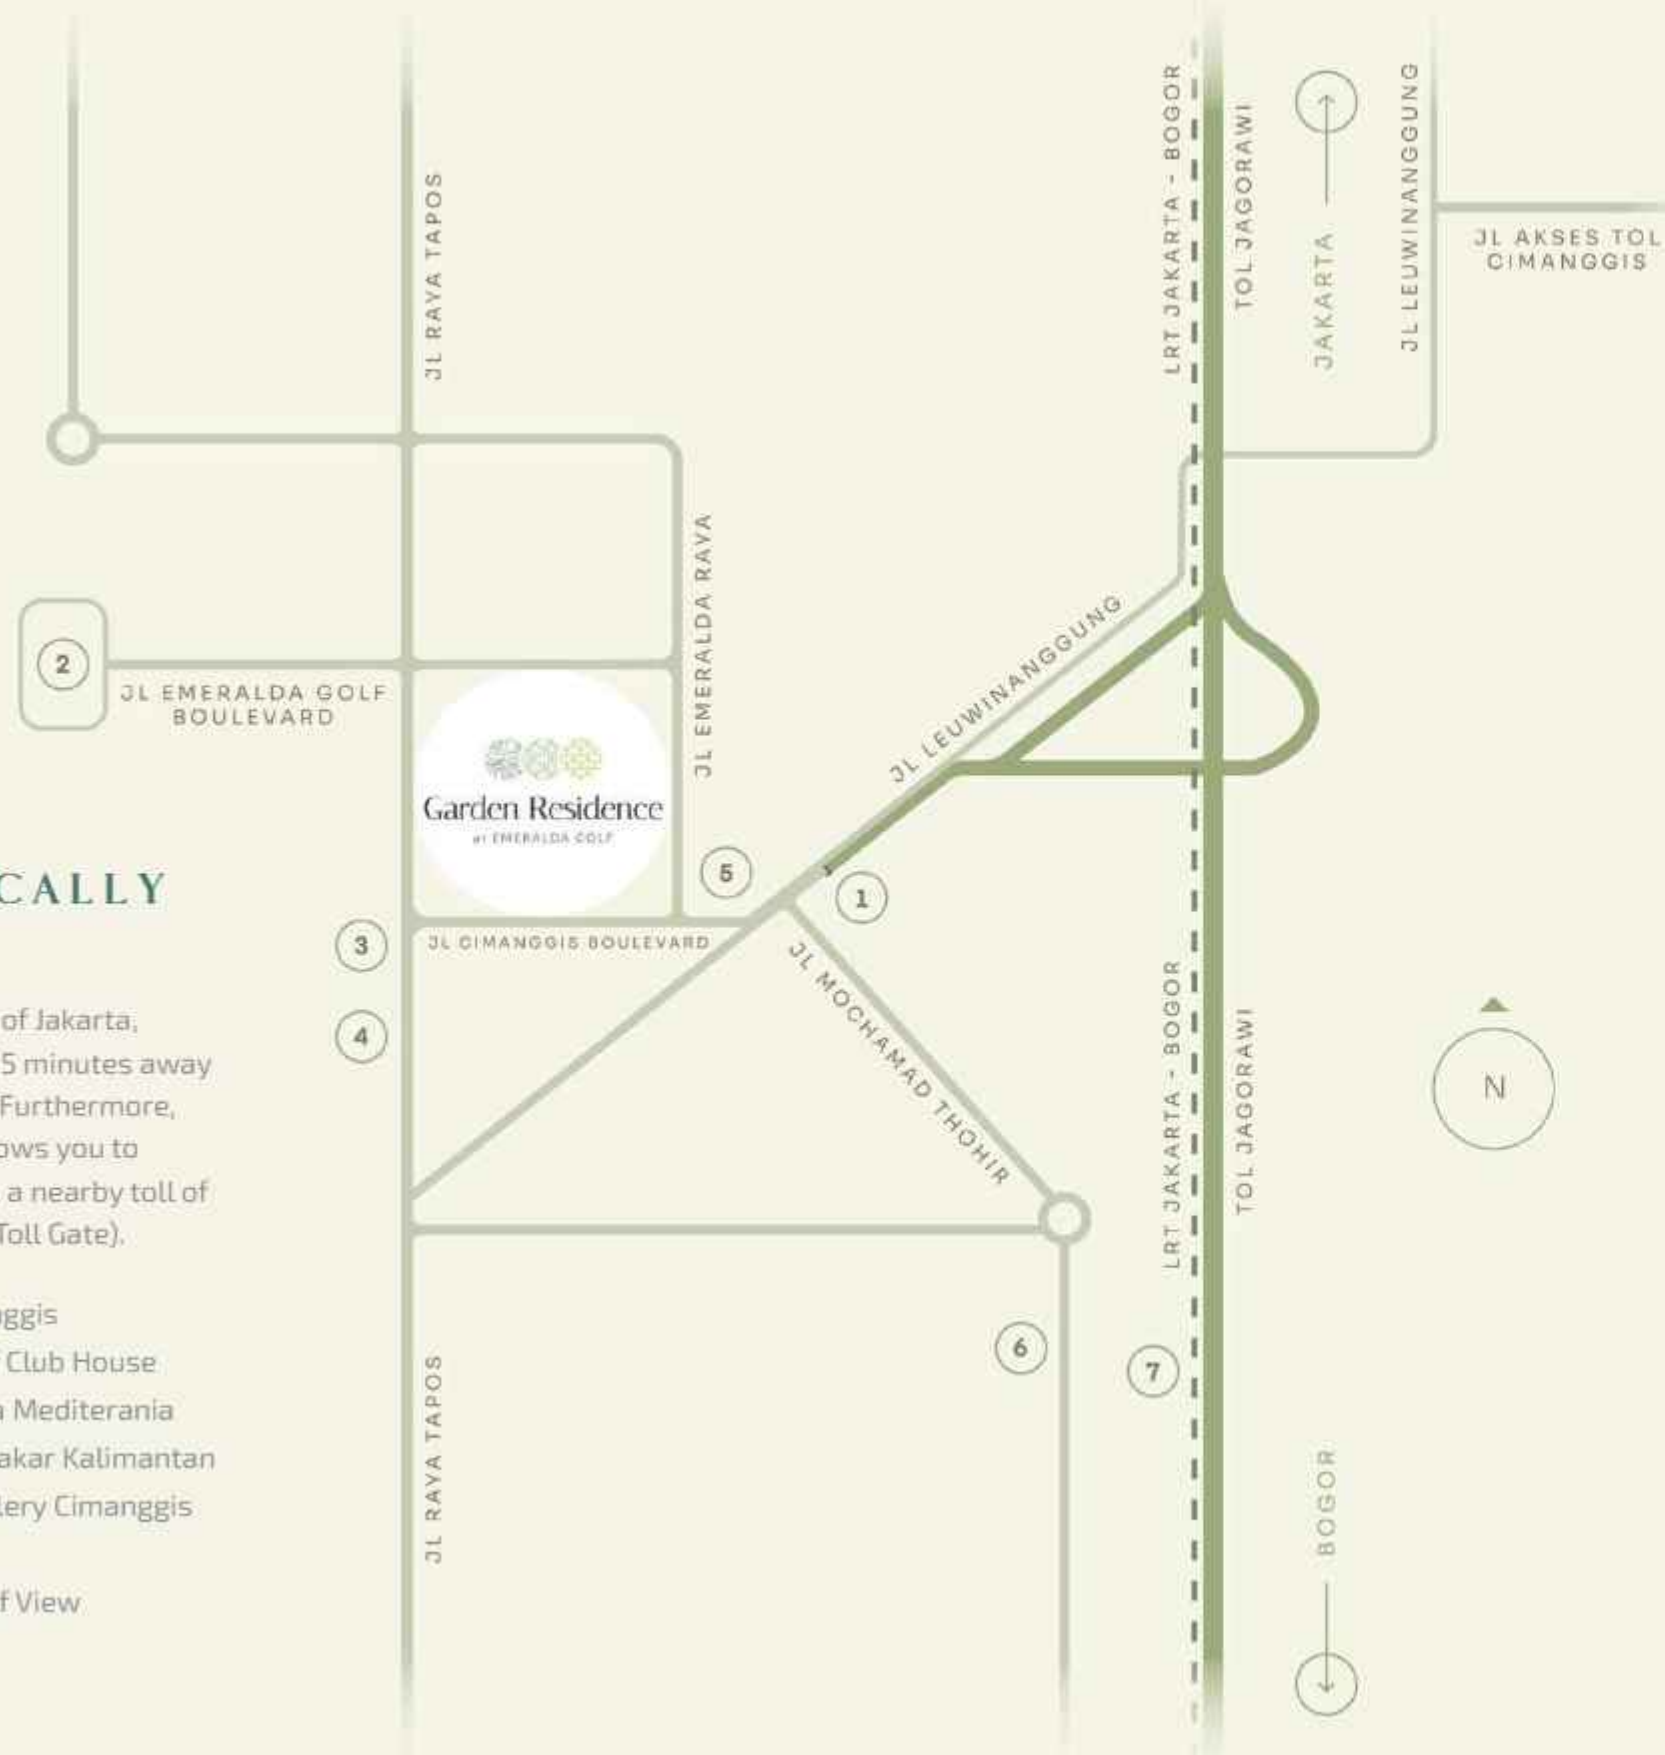 JL RAYA TAPOS
LRT JAKARTA - BOGOR
TOL JAGORAWI
JAKARTA
JL LEUWINANGGUNG
JL AKSES TOL
CIMANGGIS
JL EMERALDA RAYA
JL LEUWINANGGUNG
2
JL EMERALDA GOLF
BOULEVARD
Garden Residence
at EMERALDA GOLF
5
1
3
JL CIMANGGIS BOULEVARD
4
JL MOCHAMAD THOHIR
LRT JAKARTA - BOGOR
TOL JAGORAWI
N
6
7
JL RAYA TAPOS
BOGOR
CALLY
of Jakarta,
5 minutes away
Furthermore,
ows you to
a nearby toll of
Toll Gate).
ggis
Club House
a Mediterania
akar Kalimantan
lery Cimanggis
f View